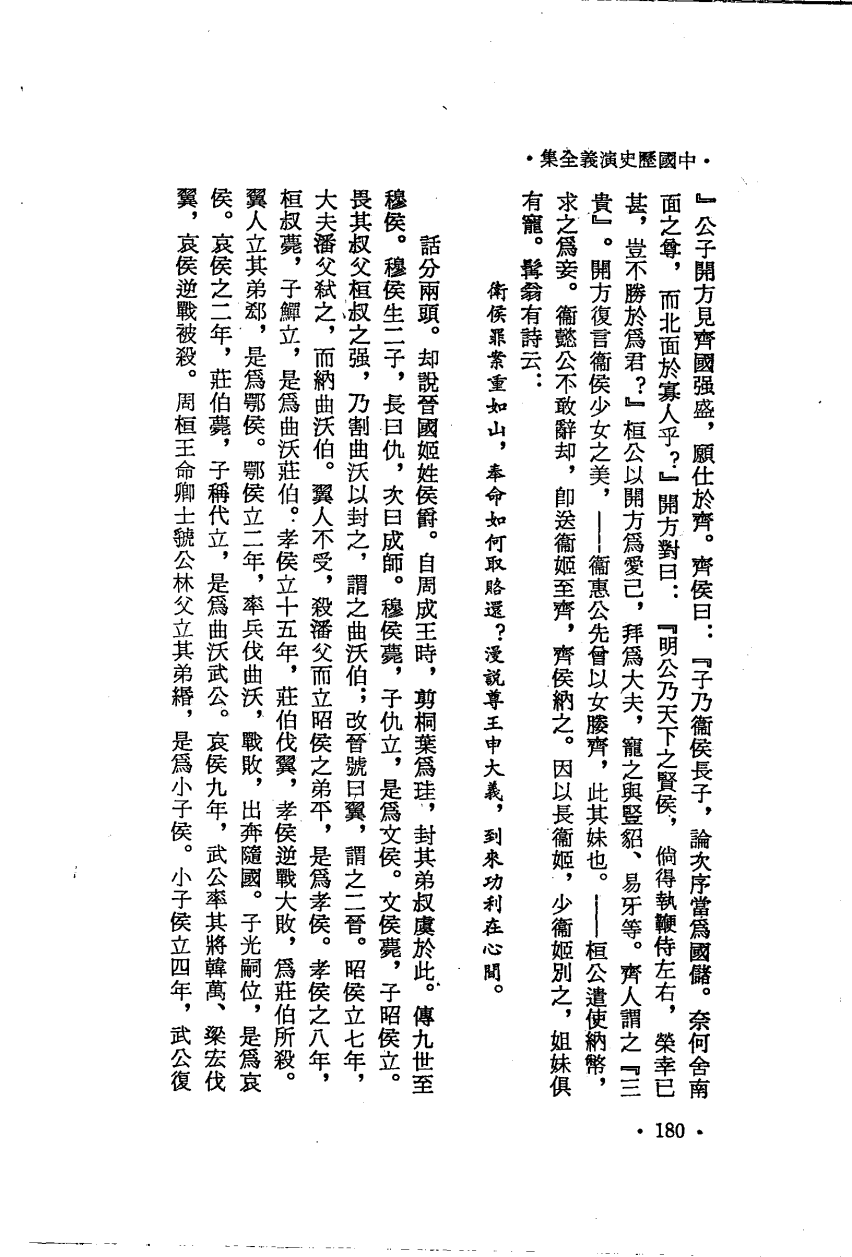 ·中國歷史演義全集·
』公子開方見齊國强盛，願仕於齊。齊侯曰：『子乃衞侯長子，論次序當爲國儲。奈何舍南
面之尊，而北面於寡人乎？』開方對曰：『明公乃天下之賢侯，倘得執鞭侍左右，榮幸已
甚，豈不勝於爲君？』桓公以開方爲愛己，拜爲大夫，寵之與豎貂、易牙等。齊人謂之『三
貴』。開方復言衞侯少女之美，——衞惠公先曾以女媵齊，此其妹也。——桓公遣使納幣，
求之爲妾。衞懿公不敢辭却，卽送衞姬至齊，齊侯納之。因以長衞姬，少衞姬別之，姐妹俱
有寵。髯翁有詩云：
衞侯罪案重如山，奉命如何取賂還？漫説尊王申大義，到來功利在心間。
話分兩頭。却說晉國姬姓侯爵。自周成王時，剪桐葉爲珪，封其弟叔虞於此。傳九世至
穆侯。穆侯生二子，長曰仇，次曰成師。穆侯薨，子仇立，是爲文侯。文侯薨，子昭侯立。
畏其叔父桓叔之强，乃割曲沃以封之，謂之曲沃伯；改晉號曰翼，謂之二晉。昭侯立七年，
大夫潘父弒之，而納曲沃伯。翼人不受，殺潘父而立昭侯之弟平，是爲孝侯。孝侯之八年，
桓叔薨，子鱓立，是爲曲沃莊伯。孝侯立十五年，莊伯伐翼，孝侯逆戰大敗，爲莊伯所殺。
翼人立其弟郄，是爲鄂侯。鄂侯立二年，率兵伐曲沃，戰敗，出奔隨國。子光嗣位，是爲哀
侯。哀侯之二年，莊伯薨，子稱代立，是爲曲沃武公。哀侯九年，武公率其將韓萬、梁宏伐
翼，哀侯逆戰被殺。周桓王命卿士虢公林父立其弟緡，是爲小子侯。小子侯立四年，武公復
·180·